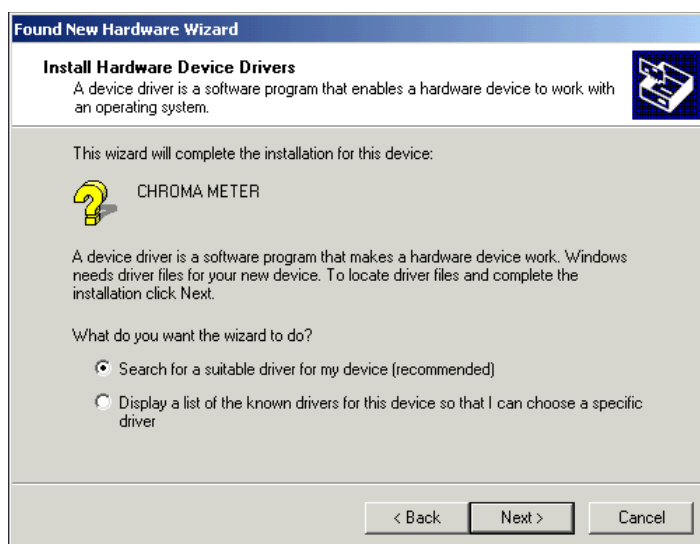 Found New Hardware Wizard
Install Hardware Device Drivers
A device driver is a software program that enables a hardware device to work with
an operating system.
This wizard will complete the installation for this device:
CHROMA METER
A device driver is a software program that makes a hardware device work. Windows
needs driver files for your new device. To locate driver files and complete the
installation click Next.
What do you want the wizard to do?
Search for a suitable driver for my device (recommended)
Display a list of the known drivers for this device so that I can choose a specific
driver
< Back Next > Cancel